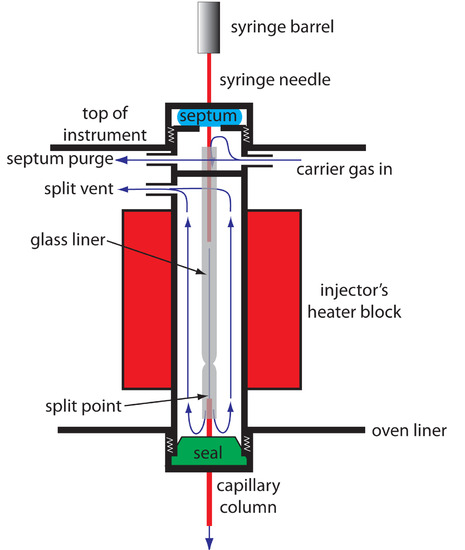 syringe barrel
syringe needle
septum
top of
instrument
septum purge
carrier gas in
split vent
glass liner
injector's
heater block
split point
oven liner
seal
capillary
column